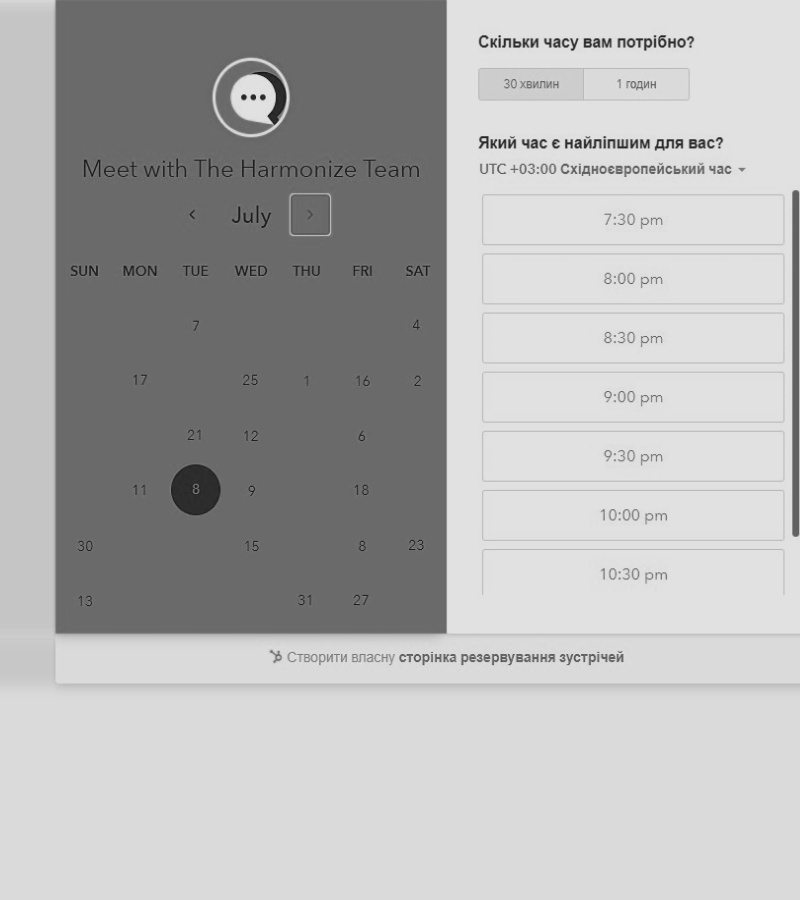 Meet with The Harmonize Team
July
SUN MON TUE WED THU FRI SAT
7 4
17 25 1 16 2
21 12 6
11 8 9 18
30 15 8 23
13 31 27
Скільки часу вам потрібно?
30 хвилин 1 годин
Який час є найліпшим для вас?
UTC +03:00 Східноєвропейський час
7:30 pm
8:00 pm
8:30 pm
9:00 pm
9:30 pm
10:00 pm
10:30 pm
Створити власну сторінка резервування зустрічей